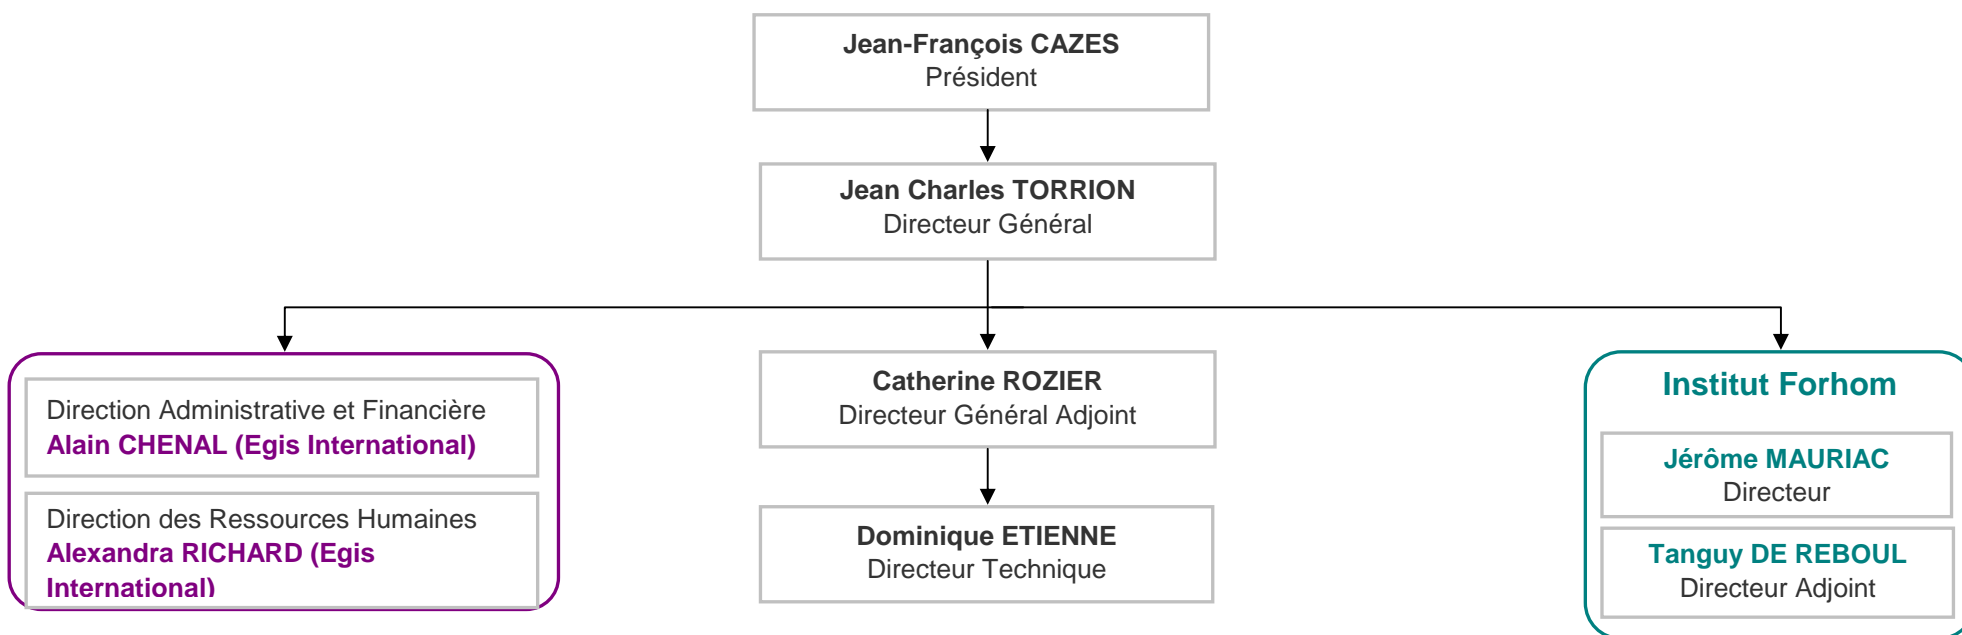 Jean-François CAZES
Président
Jean Charles TORRION
Directeur Général
Direction Administrative et Financière
Alain CHENAL (Egis International)
Direction des Ressources Humaines
Alexandra RICHARD (Egis
International)
Catherine ROZIER
Directeur Général Adjoint
Dominique ETIENNE
Directeur Technique
Institut Forhom
Jérôme MAURIAC
Directeur
Tanguy DE REBOUL
Directeur Adjoint